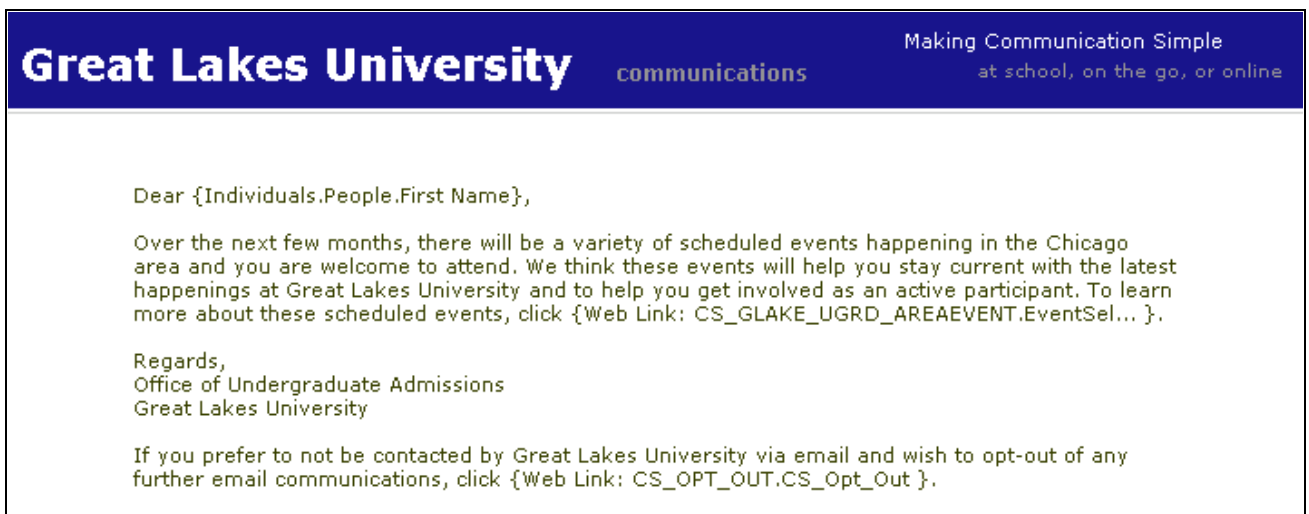 Great Lakes University communications
Making Communication Simple
at school, on the go, or online
Dear {Individuals.People.First Name},
Over the next few months, there will be a variety of scheduled events happening in the Chicago
area and you are welcome to attend. We think these events will help you stay current with the latest
happenings at Great Lakes University and to help you get involved as an active participant. To learn
more about these scheduled events, click {Web Link: CS_GLAKE_UGRD_AREAEVENT.EventSel... }.
Regards,
Office of Undergraduate Admissions
Great Lakes University
If you prefer to not be contacted by Great Lakes University via email and wish to opt-out of any
further email communications, click {Web Link: CS_OPT_OUT.CS_Opt_Out }.